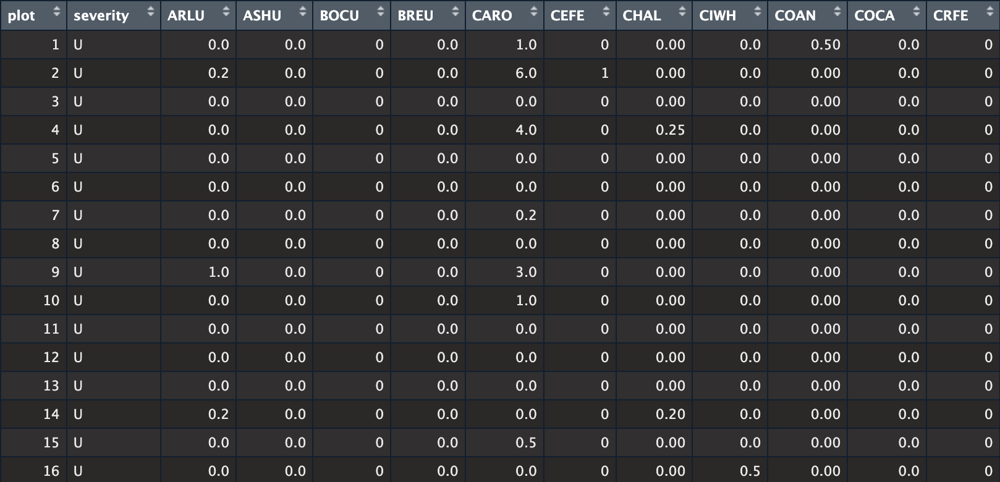 plot severity ARLU ASHU BOCU BREU CARO CEFE CHAL CIWH COAN COCA CRFE
1 U 0.0 0.0 0 0.0 1.0 0 0.00 0.0 0.50 0.0 0
2 U 0.2 0.0 0 0.0 6.0 1 0.00 0.0 0.00 0.0 0
3 U 0.0 0.0 0 0.0 0.0 0 0.00 0.0 0.00 0.0 0
4 U 0.0 0.0 0 0.0 4.0 0 0.25 0.0 0.00 0.0 0
5 U 0.0 0.0 0 0.0 0.0 0 0.00 0.0 0.00 0.0 0
6 U 0.0 0.0 0 0.0 0.0 0 0.00 0.0 0.00 0.0 0
7 U 0.0 0.0 0 0.0 0.2 0 0.00 0.0 0.00 0.0 0
8 U 0.0 0.0 0 0.0 0.0 0 0.00 0.0 0.00 0.0 0
9 U 1.0 0.0 0 0.0 3.0 0 0.00 0.0 0.00 0.0 0
10 U 0.0 0.0 0 0.0 1.0 0 0.00 0.0 0.00 0.0 0
11 U 0.0 0.0 0 0.0 0.0 0 0.00 0.0 0.00 0.0 0
12 U 0.0 0.0 0 0.0 0.0 0 0.00 0.0 0.00 0.0 0
13 U 0.0 0.0 0 0.0 0.0 0 0.00 0.0 0.00 0.0 0
14 U 0.2 0.0 0 0.0 0.0 0 0.20 0.0 0.00 0.0 0
15 U 0.0 0.0 0 0.0 0.5 0 0.00 0.0 0.00 0.0 0
16 U 0.0 0.0 0 0.0 0.0 0 0.00 0.5 0.00 0.0 0